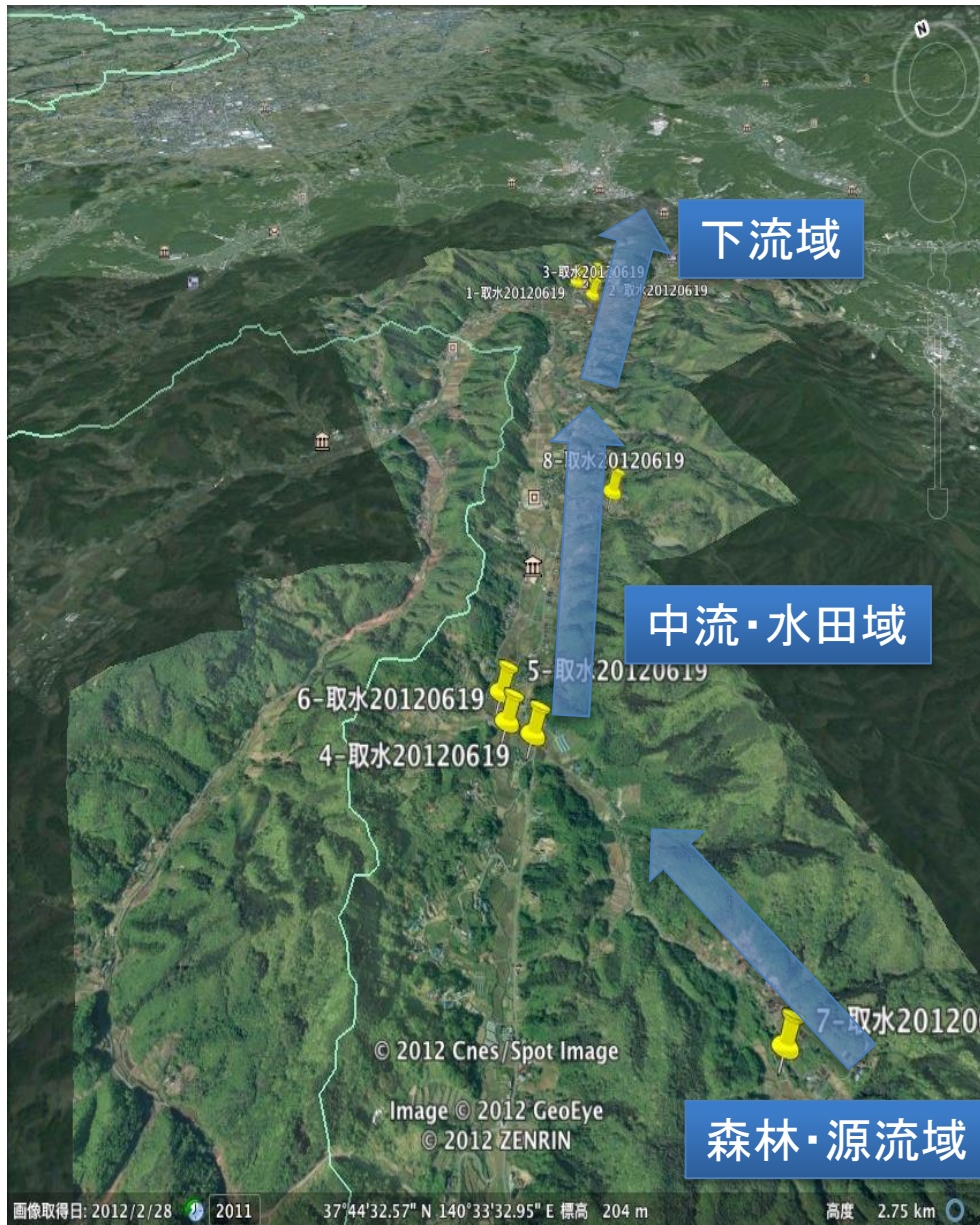 N
下流域
3-取水20120619
1-取水20120619
2-取水20120619
8-取水20120619
中流・水田域
5-取水20120619
6-取水20120619
4-取水20120619
7-取水20120
© 2012 Cnes/Spot Image
Image © 2012 GeoEye
© 2012 ZENRIN
森林・源流域
画像取得日: 2012/2/28 2011 37°44'32.57" N 140°33'32.95" E 標高 204 m 高度 2.75 km